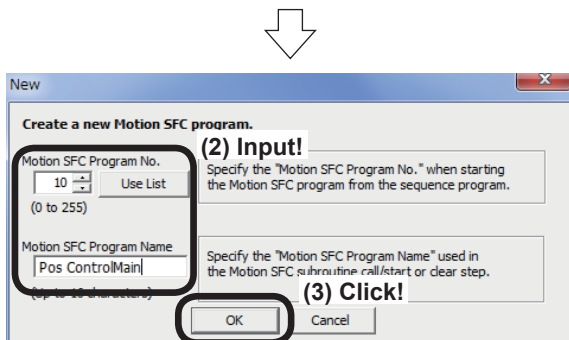 New
Create a new Motion SFC program.
(2) Input!
Motion SFC Program No.
10
Use List
(0 to 255)
Specify the "Motion SFC Program No." when starting
the Motion SFC program from the sequence program.
Motion SFC Program Name
Pos ControlMain
Specify the "Motion SFC Program Name" used in
the Motion SFC subroutine call/start or clear step.
(3) Click!
OK
Cancel